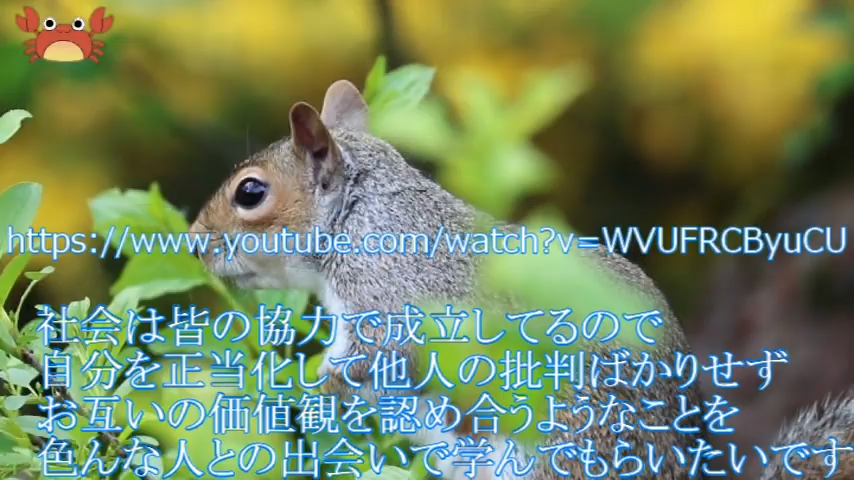 https://www.youtube.com/watch?v=WVUFRCByuCU
社会は皆の協力で成立してるので
自分を正当化して他人の批判ばかりせず
お互いの価値観を認め合うようなことを
色んな人との出会いで学んでもらいたいです